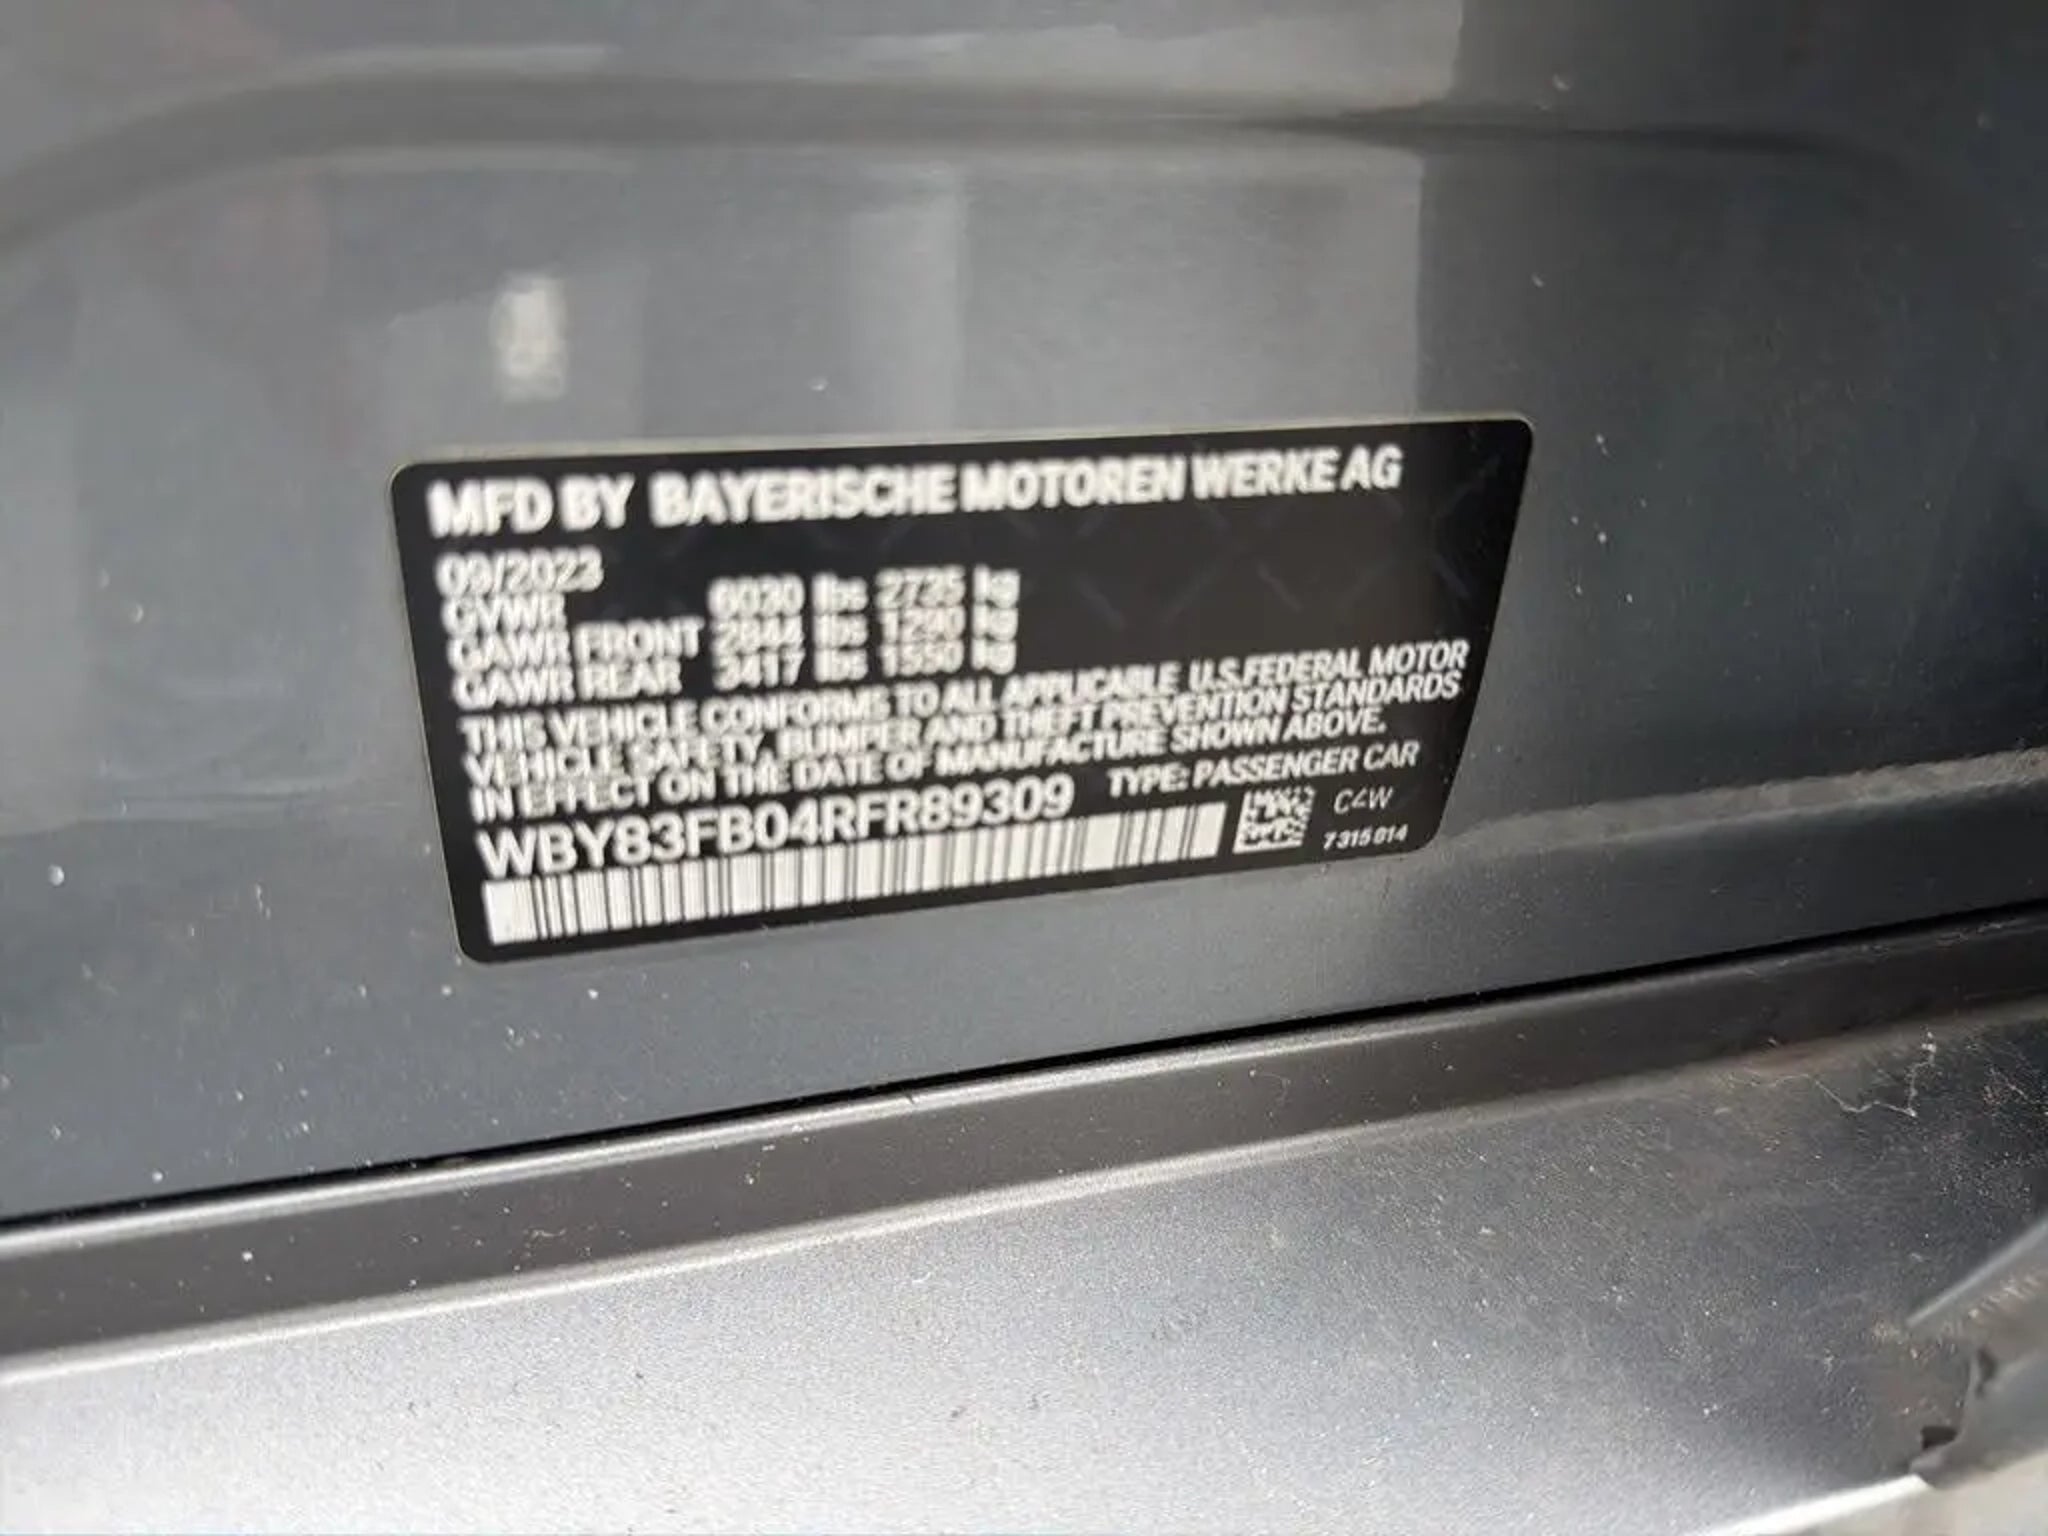 MFD BY BAYERISCHE MOTOREN WERKE AG
09/2023
GVWR 6030 lbs 2735 kg
GAWR FRONT 2844 lbs 1290 kg
GAWR REAR 3417 lbs 1550 kg
THIS VEHICLE CONFORMS TO ALL APPLICABLE U.S.FEDERAL MOTOR
VEHICLE SAFETY, BUMPER AND THEFT PREVENTION STANDARDS
IN EFFECT ON THE DATE OF MANUFACTURE SHOWN ABOVE.
WBY83FB04RFR89309 TYPE: PASSENGER CAR
C4W
7 315 014